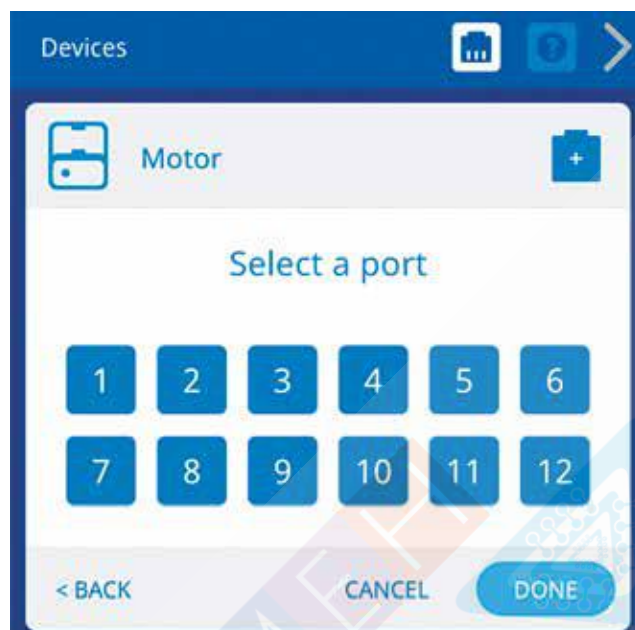 Devices
Motor
Select a port
1 2 3 4 5 6
7 8 9 10 11 12
< BACK CANCEL DONE